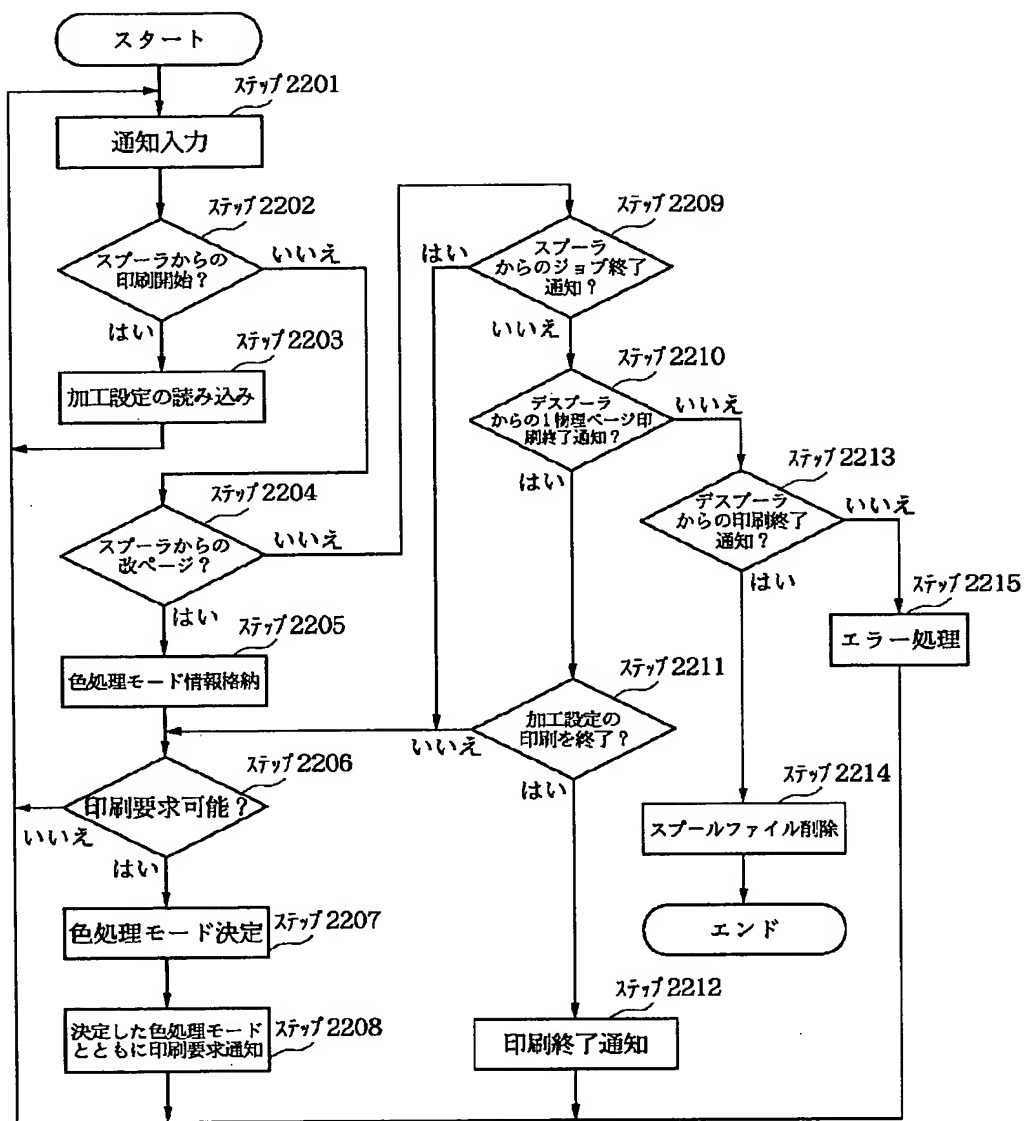 スタート
ステップ2201
通知入力
ステップ2202
スプーラからの
印刷開始？
いいえ
はい
ステップ2203
加工設定の読み込み
ステップ2204
スプーラからの
改ページ？
いいえ
はい
ステップ2205
色処理モード情報格納
ステップ2206
印刷要求可能？
いいえ
はい
色処理モード決定
ステップ2207
決定した色処理モード
とともに印刷要求通知
ステップ2208
ステップ2209
スプーラ
からのジョブ終了
通知？
はい
いいえ
ステップ2210
デスプーラ
からの1物理ページ印
刷終了通知？
いいえ
はい
ステップ2211
加工設定の
印刷を終了？
いいえ
はい
ステップ2212
印刷終了通知
ステップ2213
デスプーラ
からの印刷終了
通知？
いいえ
はい
ステップ2214
スプールファイル削除
エンド
ステップ2215
エラー処理